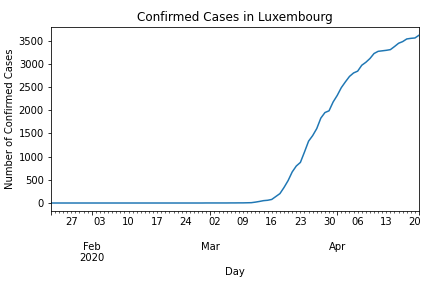 Confirmed Cases in Luxembourg
3500
3000
2500
2000
1500
1000
500
0
Number of Confirmed Cases
27 03 10 17 24 02 09 16 23 30 06 13 20
Feb Mar Apr
2020
Day